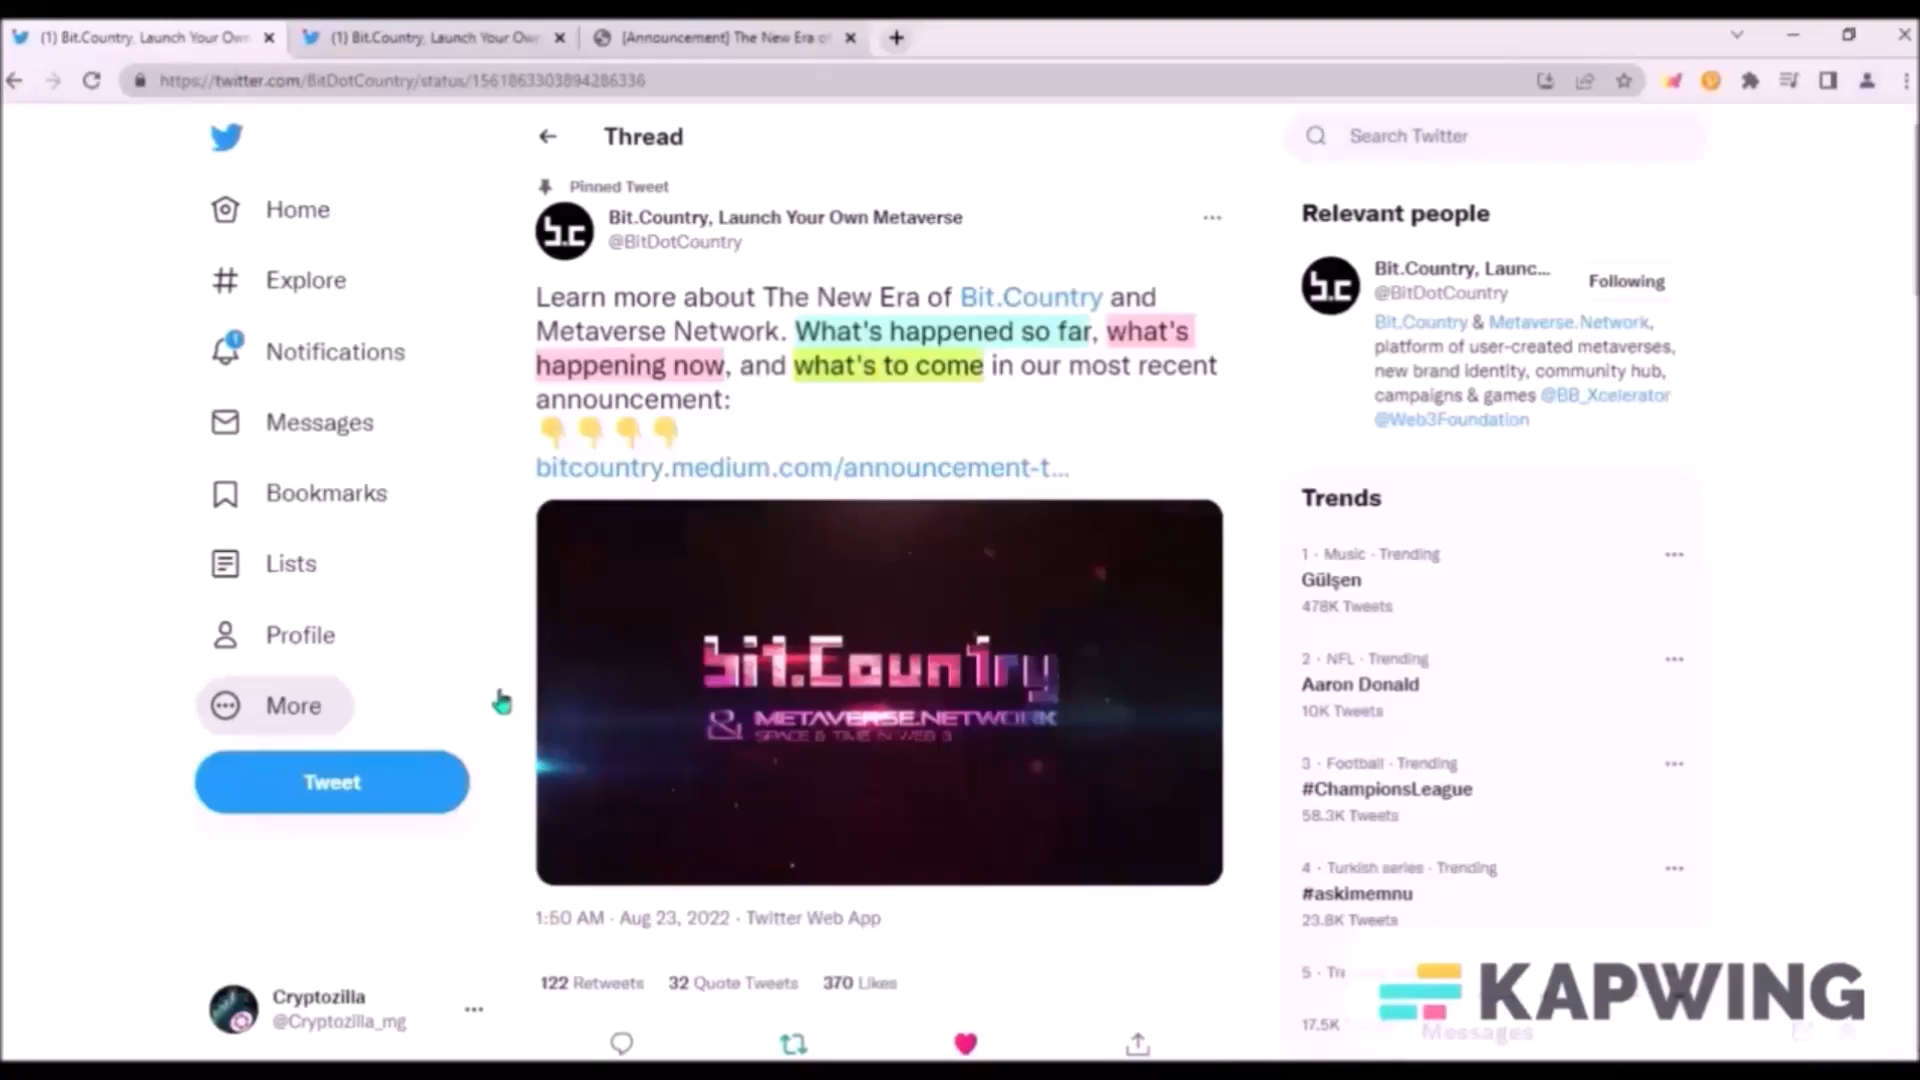 (1) Bit.Country, Launch Your Own
(1) Bit.Country, Launch Your Own
[Announcement] The New Era of
https://twitter.com/BitDotCountry/status/1561863303894286336
Home
Explore
1
Notifications
Messages
Bookmarks
Lists
Profile
More
Tweet
Cryptozilla
@Cryptozilla_mg
Thread
Pinned Tweet
b.c
Bit.Country, Launch Your Own Metaverse
@BitDotCountry
Learn more about The New Era of Bit.Country and
Metaverse Network. What's happened so far, what's
happening now, and what's to come in our most recent
announcement:
bitcountry.medium.com/announcement-t...
bit.Country
& METAVERSE.NETWORK
SPACE & TIME IN WEB 3
1:50 AM · Aug 23, 2022 · Twitter Web App
122 Retweets 32 Quote Tweets 370 Likes
Search Twitter
Relevant people
b.c
Bit.Country, Launc...
@BitDotCountry
Following
Bit.Country & Metaverse.Network,
platform of user-created metaverses,
new brand identity, community hub,
campaigns & games @BB_Xcelerator
@Web3Foundation
Trends
1 · Music · Trending
Gülşen
478K Tweets
2 · NFL · Trending
Aaron Donald
10K Tweets
3 · Football · Trending
#ChampionsLeague
58.3K Tweets
4 · Turkish series · Trending
#askimemnu
23.8K Tweets
5 ·
17.5K
Messages
KAPWING